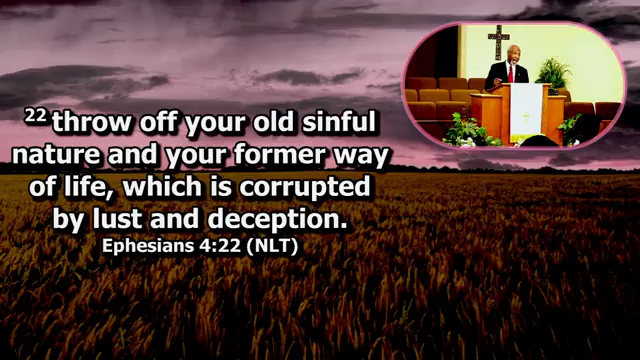 22 throw off your old sinful
nature and your former way
of life, which is corrupted
by lust and deception.
Ephesians 4:22 (NLT)